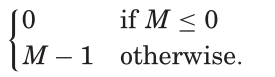 0 if M ≤ 0
M − 1 otherwise.